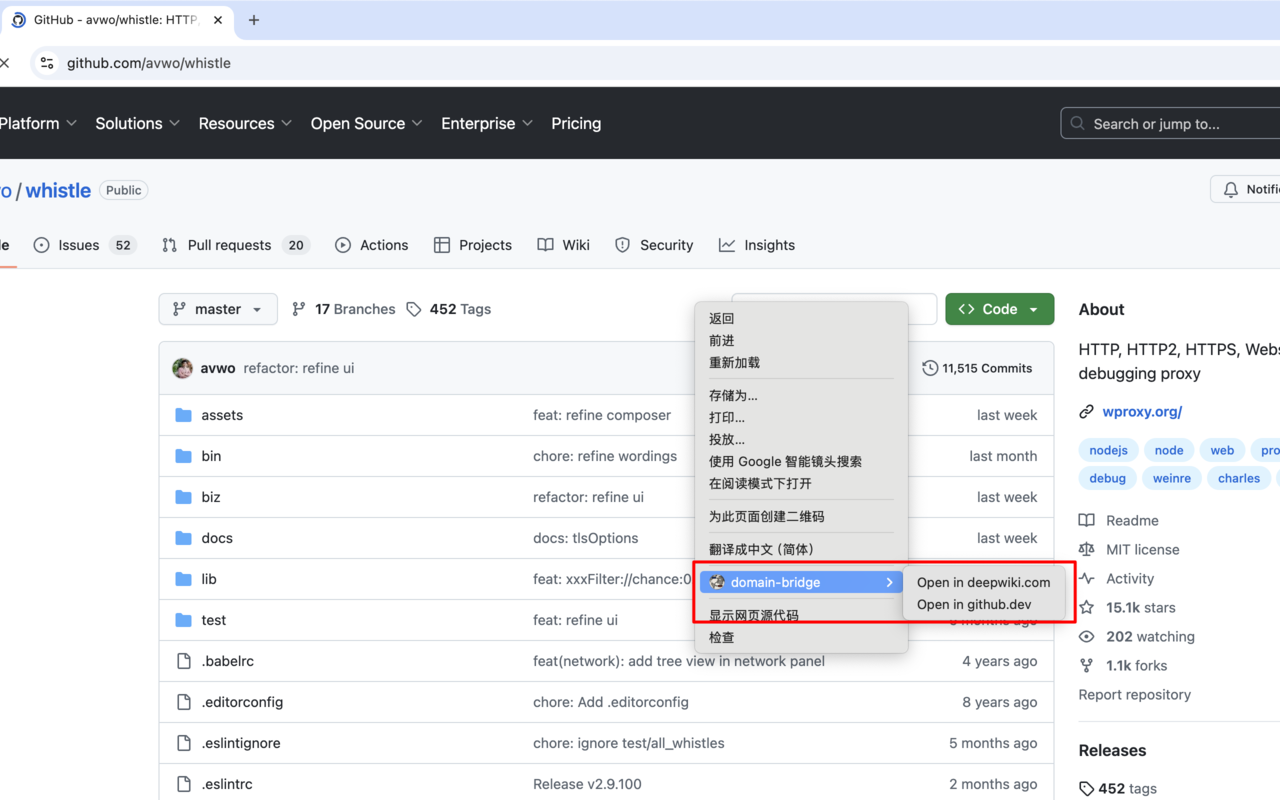 GitHub - avwo/whistle: HTTP,
github.com/avwo/whistle
Platform
Solutions
Resources
Open Source
Enterprise
Pricing
Search or jump to...
/ whistle
Public
Issues 52
Pull requests 20
Actions
Projects
Wiki
Security
Insights
master
17 Branches
452 Tags
Code
avwo refactor: refine ui
11,515 Commits
assets feat: refine composer last week
bin chore: refine wordings last month
biz refactor: refine ui last week
docs docs: tlsOptions last week
lib feat: xxxFilter://chance:0
test feat: refine ui
.babelrc feat(network): add tree view in network panel 4 years ago
.editorconfig chore: Add .editorconfig 8 years ago
.eslintignore chore: ignore test/all_whistles 5 months ago
.eslintrc Release v2.9.100 2 months ago
返回
前进
重新加载
存储为...
打印...
投放...
使用 Google 智能镜头搜索
在阅读模式下打开
为此页面创建二维码
翻译成中文 (简体)
domain-bridge
显示网页源代码
检查
Open in deepwiki.com
Open in github.dev
About
HTTP, HTTP2, HTTPS, Webs
debugging proxy
wproxy.org/
nodejs node web pro
debug weinre charles
Readme
MIT license
Activity
15.1k stars
202 watching
1.1k forks
Report repository
Releases
452 tags